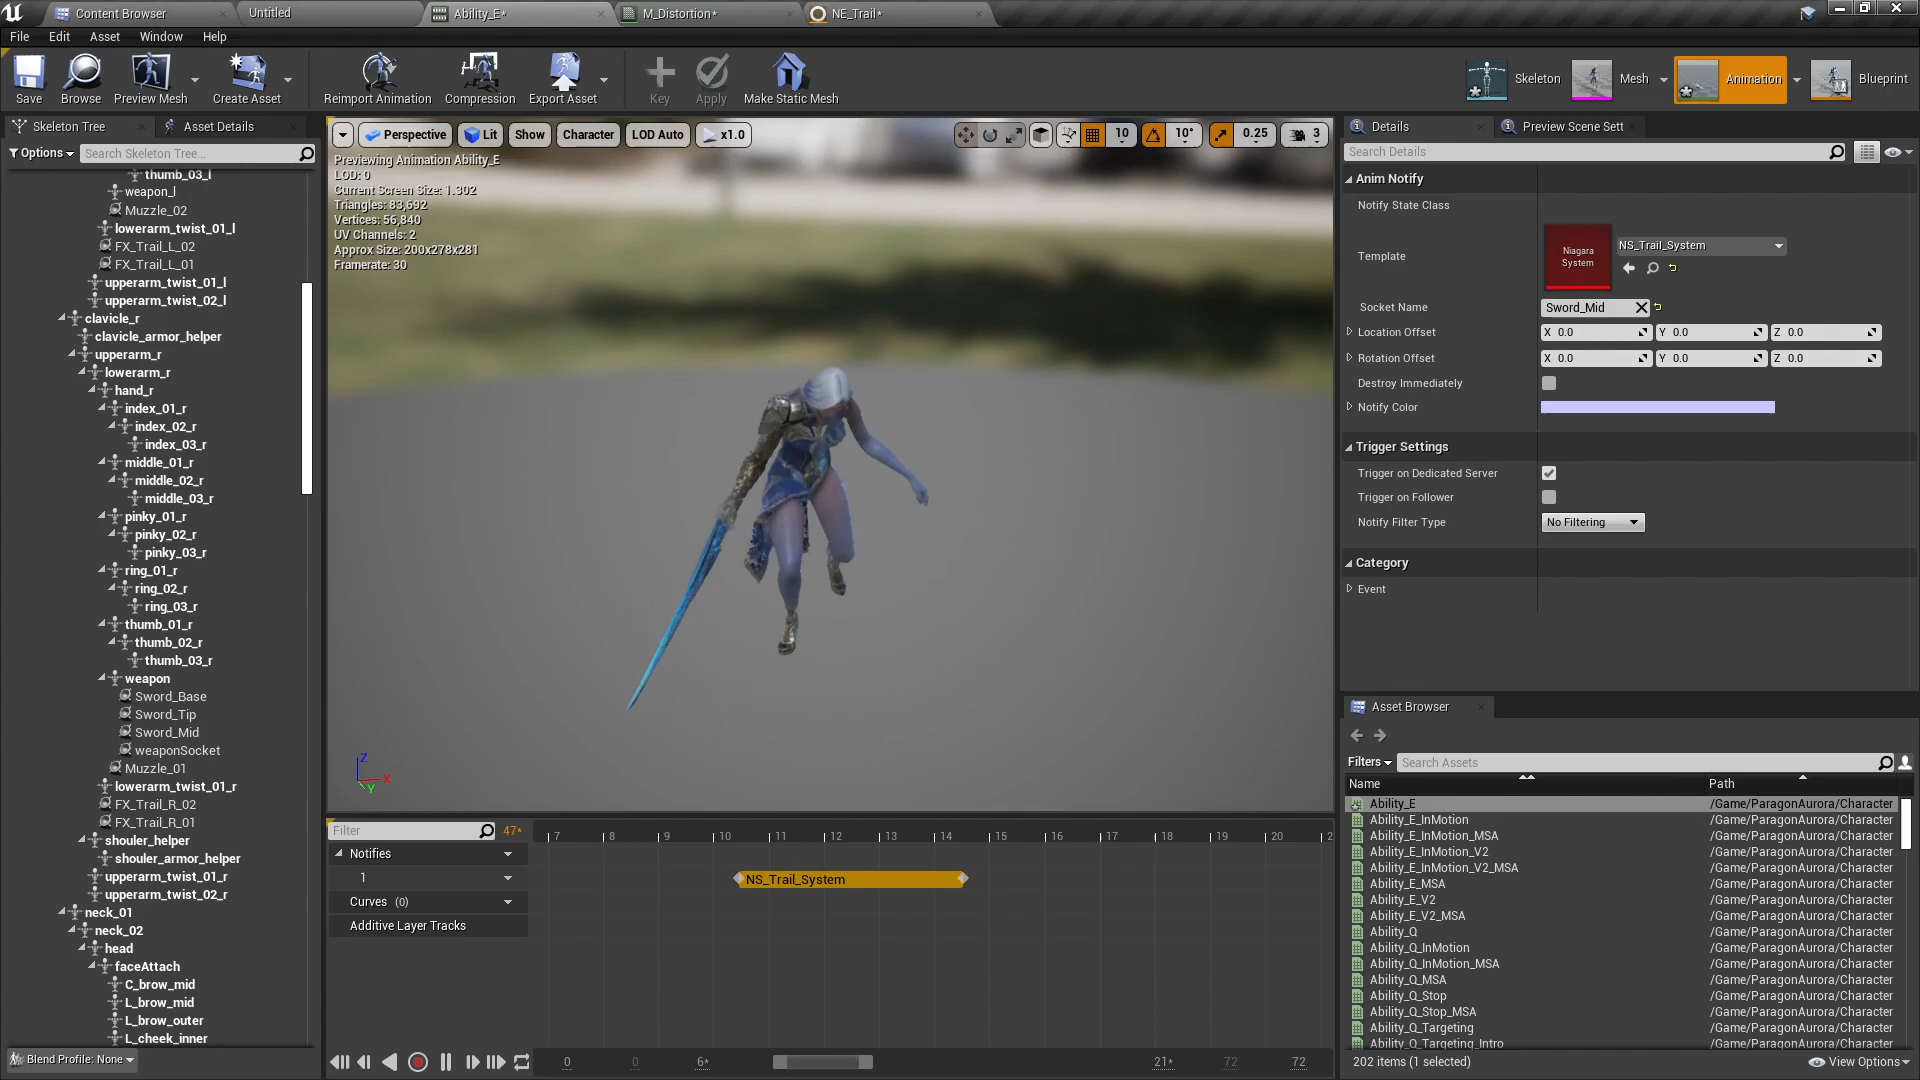 Content Browser
Untitled
Ability_E*
M_Distortion*
NE_Trail*
File Edit Asset Window Help
Save
Browse
Preview Mesh
Create Asset
Reimport Animation
Compression
Export Asset
Key
Apply
Make Static Mesh
Skeleton
Mesh
Animation
Blueprint
Skeleton Tree
Asset Details
Options
Search Skeleton Tree...
thumb_03_l
weapon_l
Muzzle_02
lowerarm_twist_01_l
FX_Trail_L_02
FX_Trail_L_01
upperarm_twist_01_l
upperarm_twist_02_l
clavicle_r
clavicle_armor_helper
upperarm_r
lowerarm_r
hand_r
index_01_r
index_02_r
index_03_r
middle_01_r
middle_02_r
middle_03_r
pinky_01_r
pinky_02_r
pinky_03_r
ring_01_r
ring_02_r
ring_03_r
thumb_01_r
thumb_02_r
thumb_03_r
weapon
Sword_Base
Sword_Tip
Sword_Mid
weaponSocket
Muzzle_01
lowerarm_twist_01_r
FX_Trail_R_02
FX_Trail_R_01
shouler_helper
shouler_armor_helper
upperarm_twist_01_r
upperarm_twist_02_r
neck_01
neck_02
head
faceAttach
C_brow_mid
L_brow_mid
L_brow_outer
L_cheek_inner
Blend Profile: None
Perspective Lit Show Character LOD Auto x1.0
10 10° 0.25 3
Previewing Animation Ability_E
LOD: 0
Current Screen Size: 1.302
Triangles: 83,692
Vertices: 56,840
UV Channels: 2
Approx Size: 200x278x281
Framerate: 30
Z
X
Y
Filter 47*
7 8 9 10 11 12 13 14 15 16 17 18 19 20 2
Notifies
1
NS_Trail_System
Curves (0)
Additive Layer Tracks
0 0 6* 21* 72 72
Details
Preview Scene Sett
Search Details
Anim Notify
Notify State Class
Template
Niagara
System
NS_Trail_System
Socket Name Sword_Mid
Location Offset X 0.0 Y 0.0 Z 0.0
Rotation Offset X 0.0 Y 0.0 Z 0.0
Destroy Immediately
Notify Color
Trigger Settings
Trigger on Dedicated Server
Trigger on Follower
Notify Filter Type No Filtering
Category
Event
Asset Browser
Filters
Search Assets
Name Path
Ability_E /Game/ParagonAurora/Character
Ability_E_InMotion /Game/ParagonAurora/Character
Ability_E_InMotion_MSA /Game/ParagonAurora/Character
Ability_E_InMotion_V2 /Game/ParagonAurora/Character
Ability_E_InMotion_V2_MSA /Game/ParagonAurora/Character
Ability_E_MSA /Game/ParagonAurora/Character
Ability_E_V2 /Game/ParagonAurora/Character
Ability_E_V2_MSA /Game/ParagonAurora/Character
Ability_Q /Game/ParagonAurora/Character
Ability_Q_InMotion /Game/ParagonAurora/Character
Ability_Q_InMotion_MSA /Game/ParagonAurora/Character
Ability_Q_MSA /Game/ParagonAurora/Character
Ability_Q_Stop /Game/ParagonAurora/Character
Ability_Q_Stop_MSA /Game/ParagonAurora/Character
Ability_Q_Targeting /Game/ParagonAurora/Character
Ability_Q_Targeting_Intro /Game/ParagonAurora/Character
202 items (1 selected)
View Options